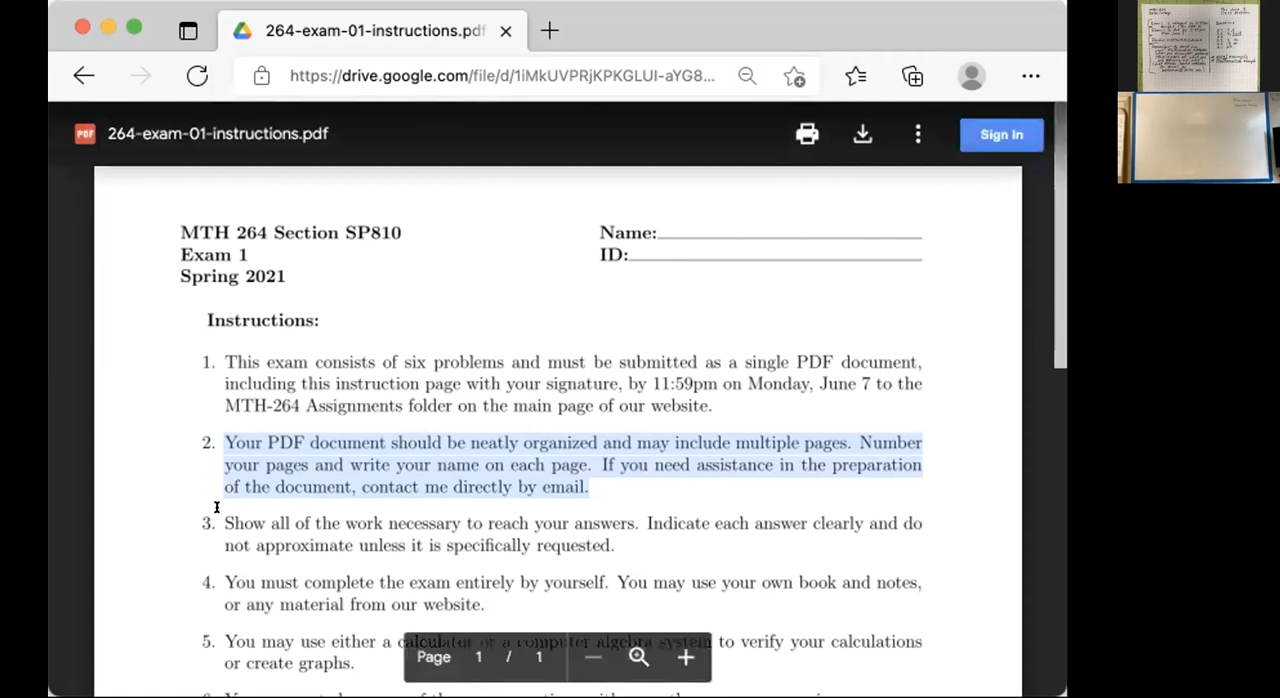 264-exam-01-instructions.pdf
https://drive.google.com/file/d/1iMkUVPRjKPKGLUI-aYG8...
PDF 264-exam-01-instructions.pdf
Sign In
MTH 264 Section SP810 Name:
Exam 1 ID:
Spring 2021
Instructions:
1. This exam consists of six problems and must be submitted as a single PDF document,
including this instruction page with your signature, by 11:59pm on Monday, June 7 to the
MTH-264 Assignments folder on the main page of our website.
2. Your PDF document should be neatly organized and may include multiple pages. Number
your pages and write your name on each page. If you need assistance in the preparation
of the document, contact me directly by email.
3. Show all of the work necessary to reach your answers. Indicate each answer clearly and do
not approximate unless it is specifically requested.
4. You must complete the exam entirely by yourself. You may use your own book and notes,
or any material from our website.
5. You may use either a calculator or a computer algebra system to verify your calculations
or create graphs.
Page 1 / 1